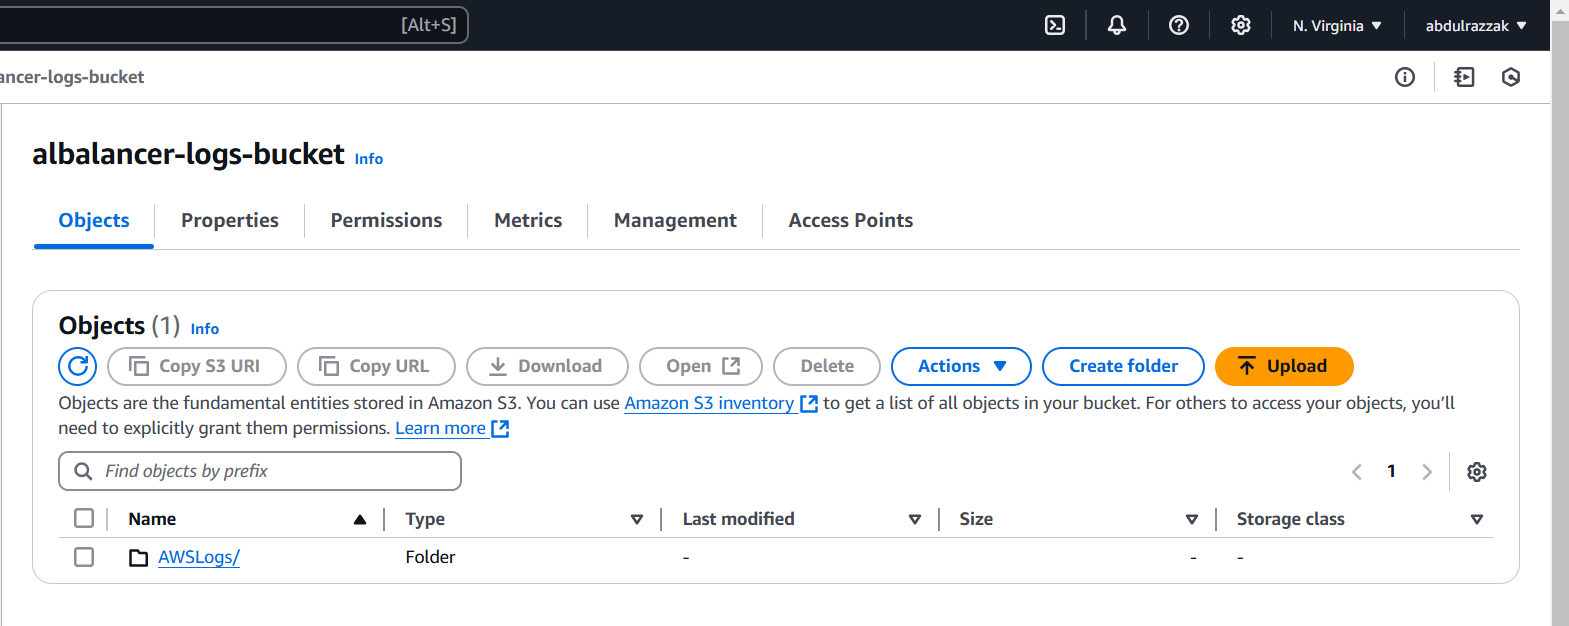 [Alt+S] N. Virginia abdulrazzak
ancer-logs-bucket
albalancer-logs-bucket Info
Objects Properties Permissions Metrics Management Access Points
Objects (1) Info
Copy S3 URI Copy URL Download Open Delete Actions Create folder Upload
Objects are the fundamental entities stored in Amazon S3. You can use Amazon S3 inventory to get a list of all objects in your bucket. For others to access your objects, you'll
need to explicitly grant them permissions. Learn more
Find objects by prefix 1
Name Type Last modified Size Storage class
AWSLogs/ Folder - - -